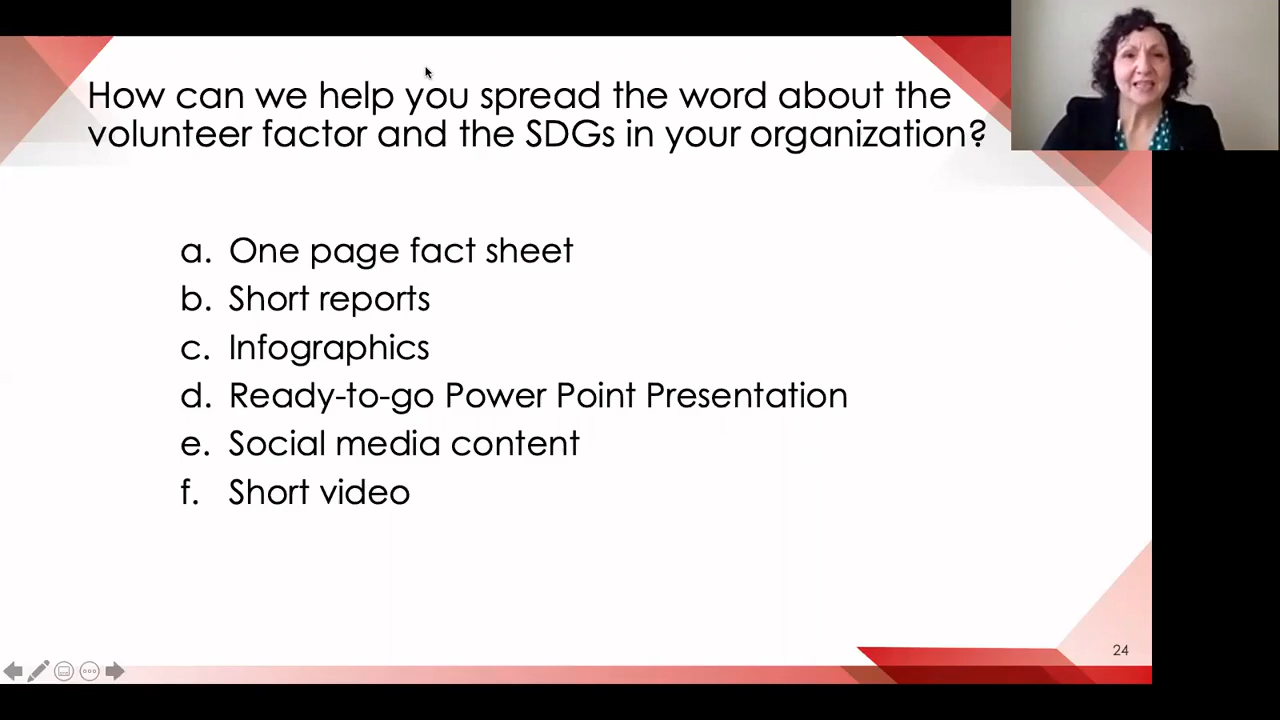 How can we help you spread the word about the
volunteer factor and the SDGs in your organization?
a. One page fact sheet
b. Short reports
c. Infographics
d. Ready-to-go Power Point Presentation
e. Social media content
f. Short video
24